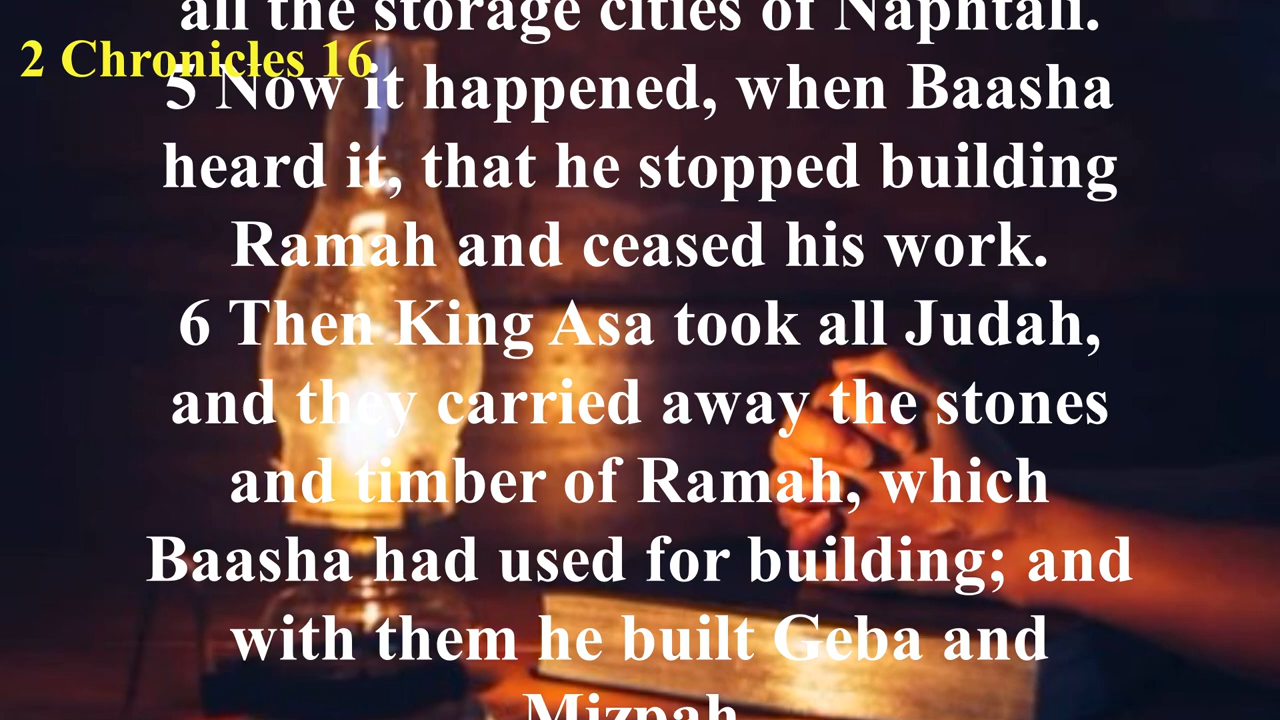 all the storage cities of Naphtali.
2 Chronicles 16
5 Now it happened, when Baasha
heard it, that he stopped building
Ramah and ceased his work.
6 Then King Asa took all Judah,
and they carried away the stones
and timber of Ramah, which
Baasha had used for building; and
with them he built Geba and
Mizpah.